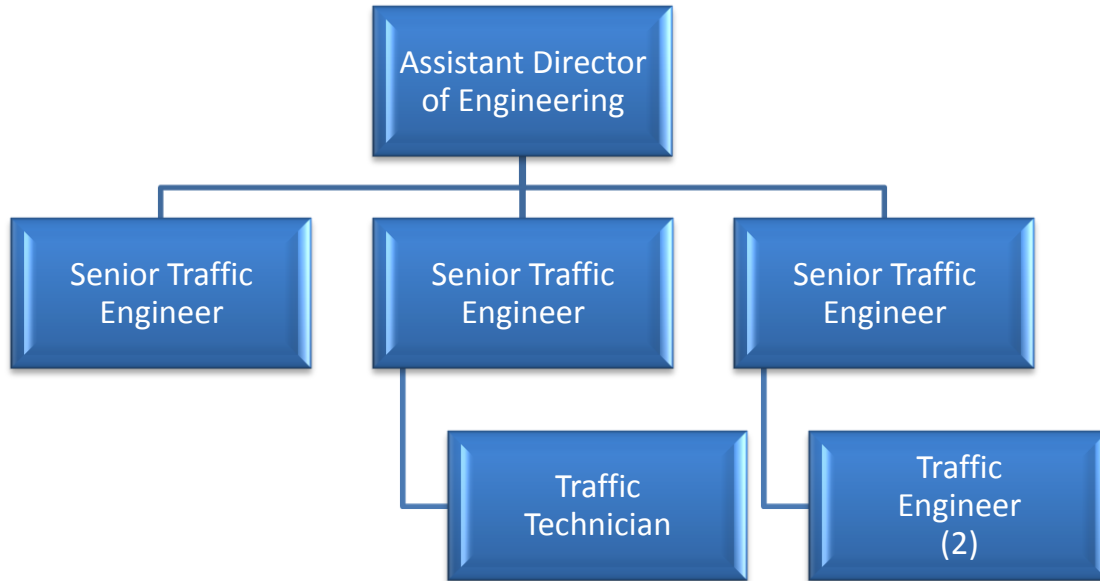 Assistant Director
of Engineering
Senior Traffic
Engineer
Senior Traffic
Engineer
Senior Traffic
Engineer
Traffic
Technician
Traffic
Engineer
(2)